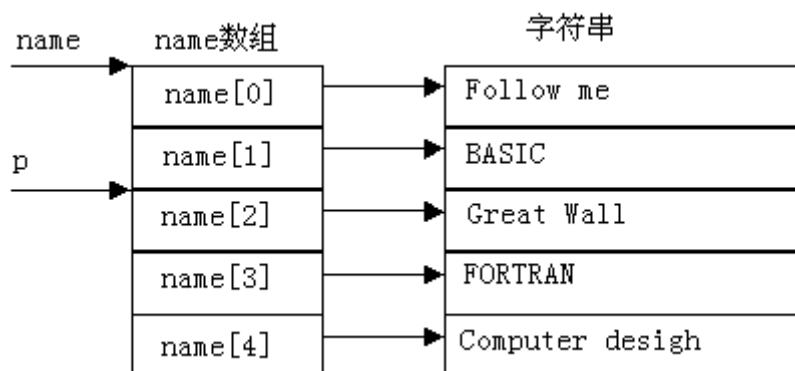 name name数组 字符串
name[0] Follow me
name[1] BASIC
p
name[2] Great Wall
name[3] FORTRAN
name[4] Computer desigh